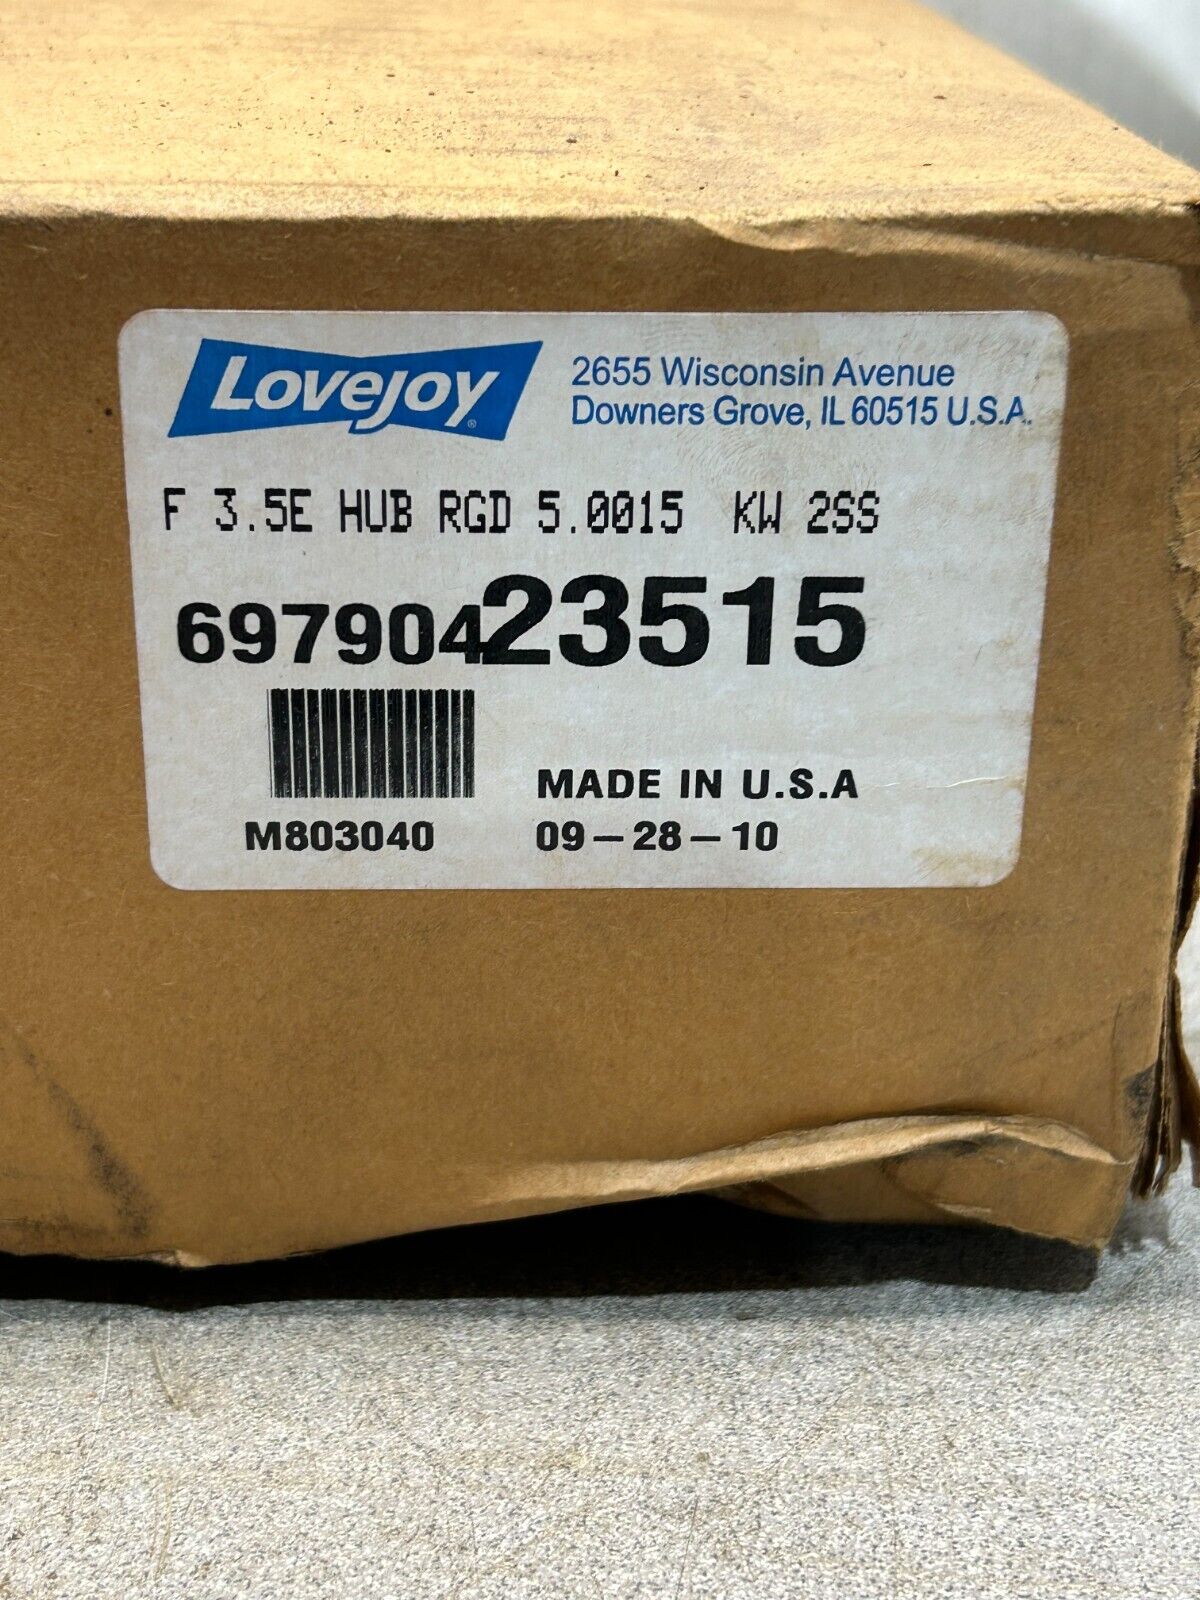 Lovejoy®
2655 Wisconsin Avenue
Downers Grove, IL 60515 U.S.A.
F 3.5E HUB RGD 5.0015 KW 2SS
69790423515
MADE IN U.S.A
M803040 09-28-10